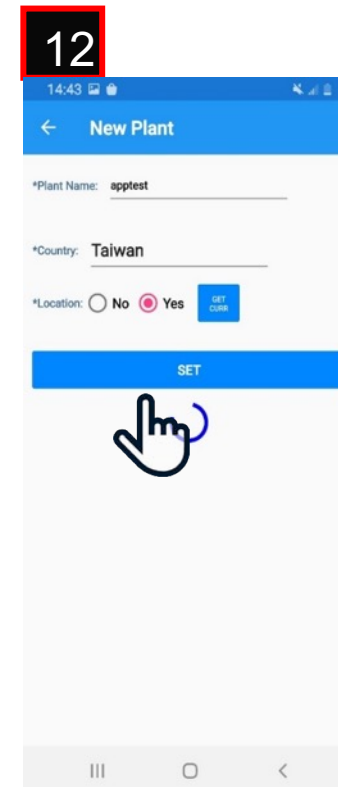 12
14:43
New Plant
*Plant Name: apptest
*Country: Taiwan
*Location: No Yes GET CURR
SET